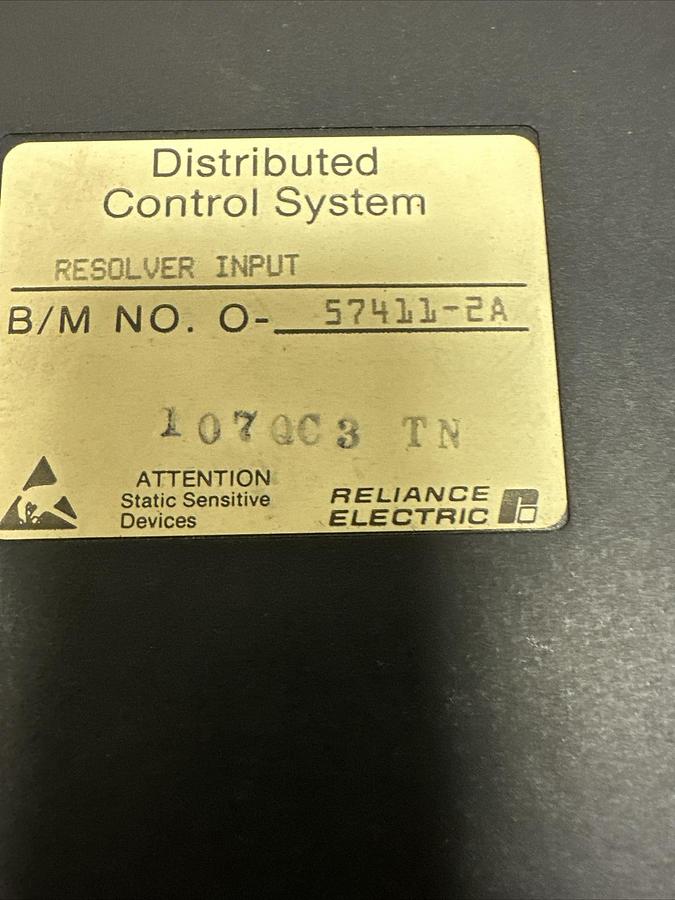 Distributed
Control System
RESOLVER INPUT
B/M NO. O- 57411-2A
107QC3 TN
ATTENTION
Static Sensitive
Devices
RELIANCE
ELECTRIC